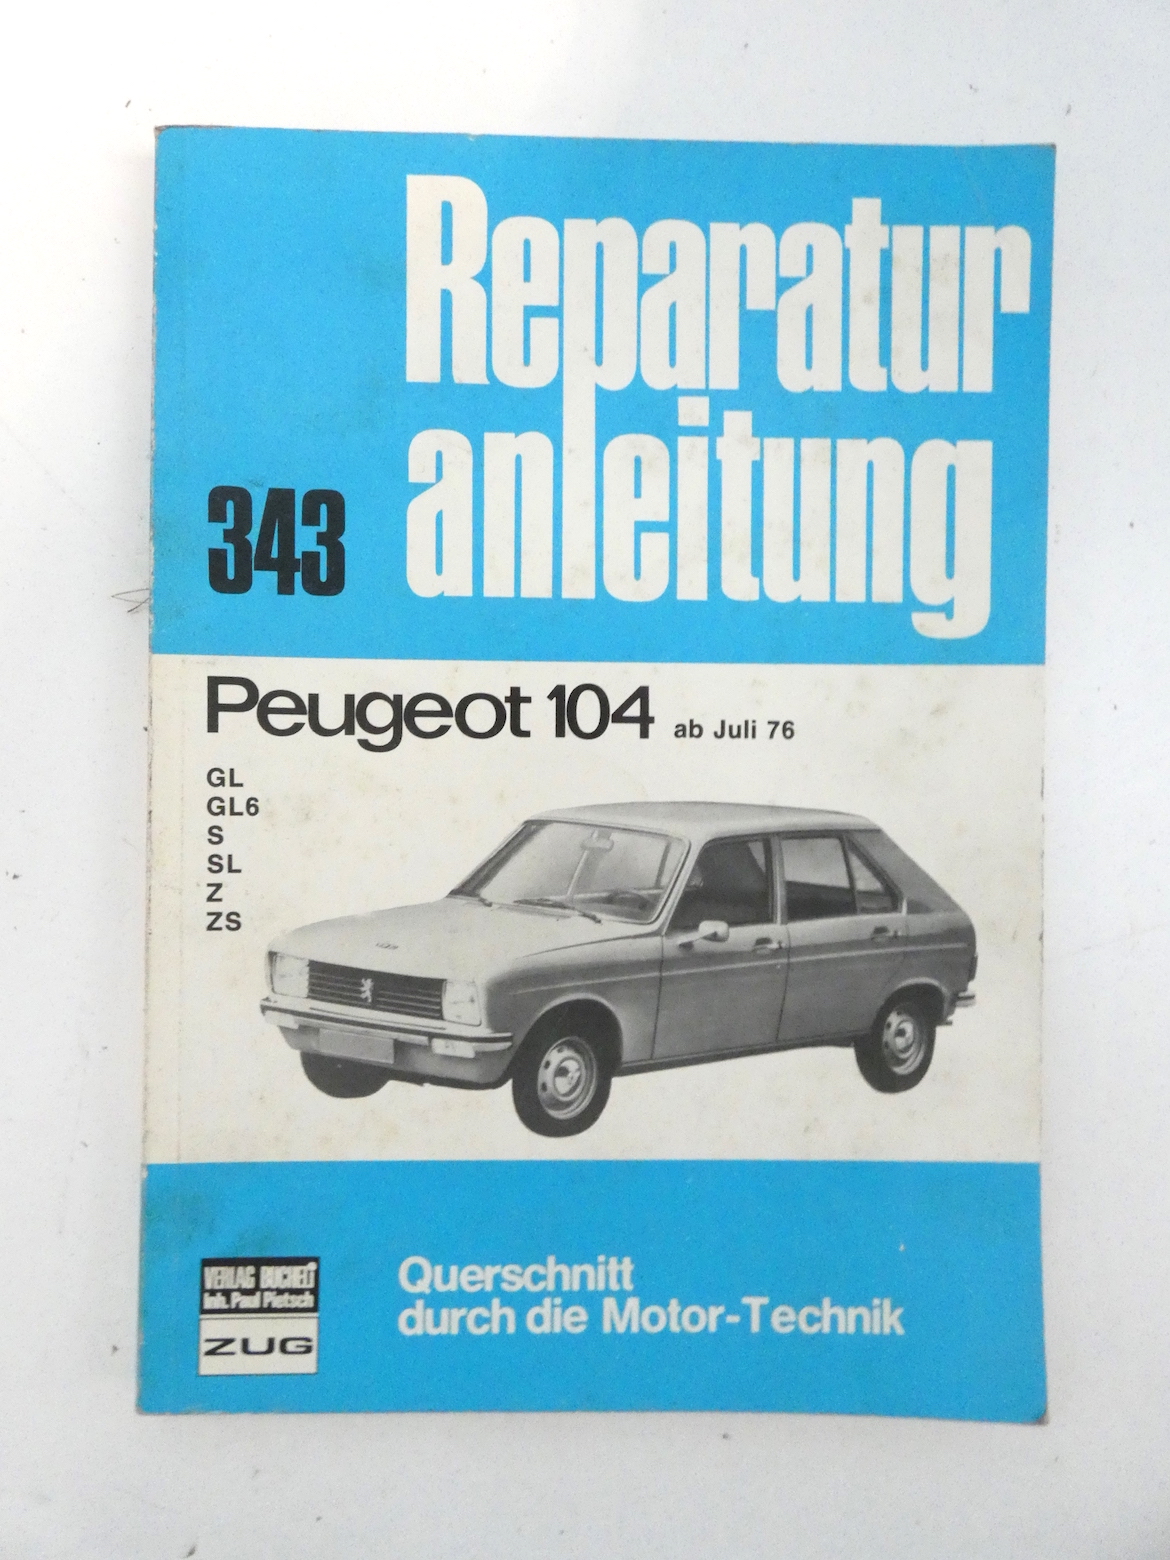 Reparatur
anleitung
343
Peugeot 104 ab Juli 76
GL
GL6
S
SL
Z
ZS
VERLAG BUCHELI
Inh. Paul Pietsch
ZUG
Querschnitt
durch die Motor-Technik